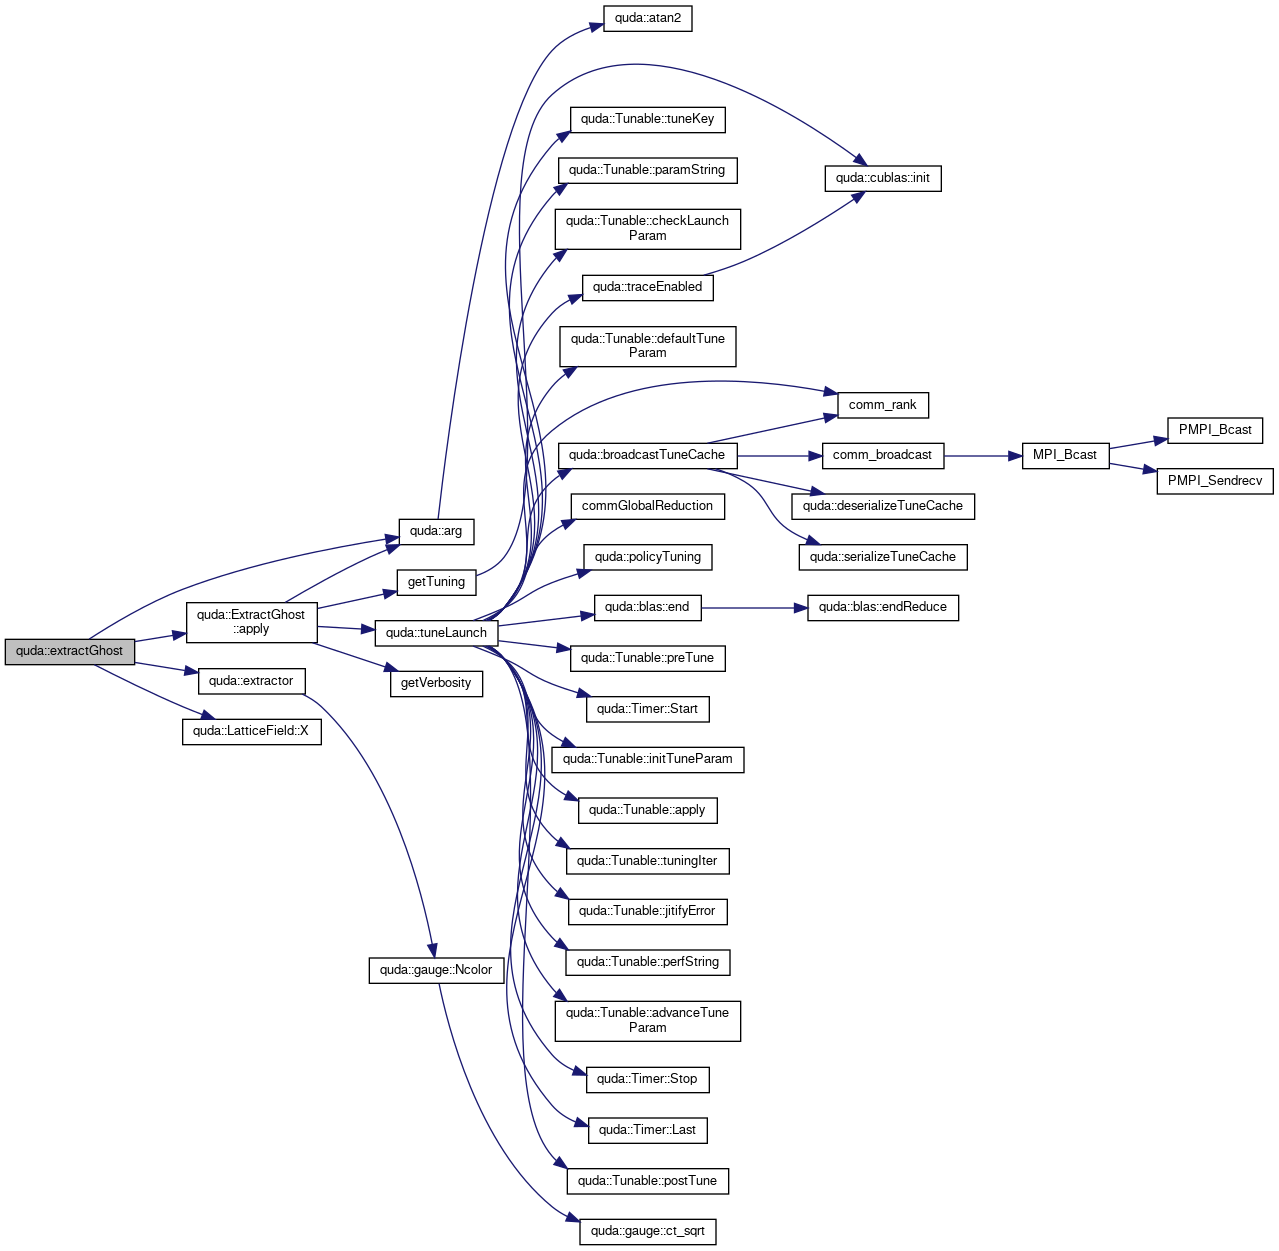 quda::atan2
quda::Tunable::tuneKey
quda::Tunable::paramString
quda::cublas::init
quda::Tunable::checkLaunch
Param
quda::traceEnabled
quda::Tunable::defaultTune
Param
comm_rank
quda::broadcastTuneCache
comm_broadcast
MPI_Bcast
PMPI_Bcast
PMPI_Sendrecv
commGlobalReduction
quda::deserializeTuneCache
quda::arg
quda::policyTuning
quda::serializeTuneCache
getTuning
quda::ExtractGhost
::apply
quda::blas::end
quda::blas::endReduce
quda::tuneLaunch
quda::extractGhost
quda::Tunable::preTune
quda::extractor
getVerbosity
quda::Timer::Start
quda::LatticeField::X
quda::Tunable::initTuneParam
quda::Tunable::apply
quda::Tunable::tuningIter
quda::Tunable::jitifyError
quda::Tunable::perfString
quda::gauge::Ncolor
quda::Tunable::advanceTune
Param
quda::Timer::Stop
quda::Timer::Last
quda::Tunable::postTune
quda::gauge::ct_sqrt